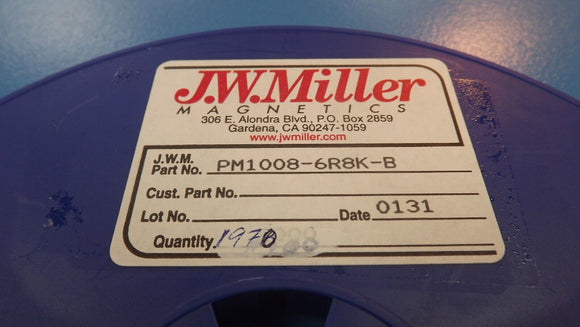 J.W.Miller
MAGNETICS
306 E. Alondra Blvd., P.O. Box 2859
Gardena, CA 90247-1059
www.jwmiller.com
J.W.M.
Part No. PM1008-6R8K-B
Cust. Part No.
Lot No. Date 0131
Quantity 1970